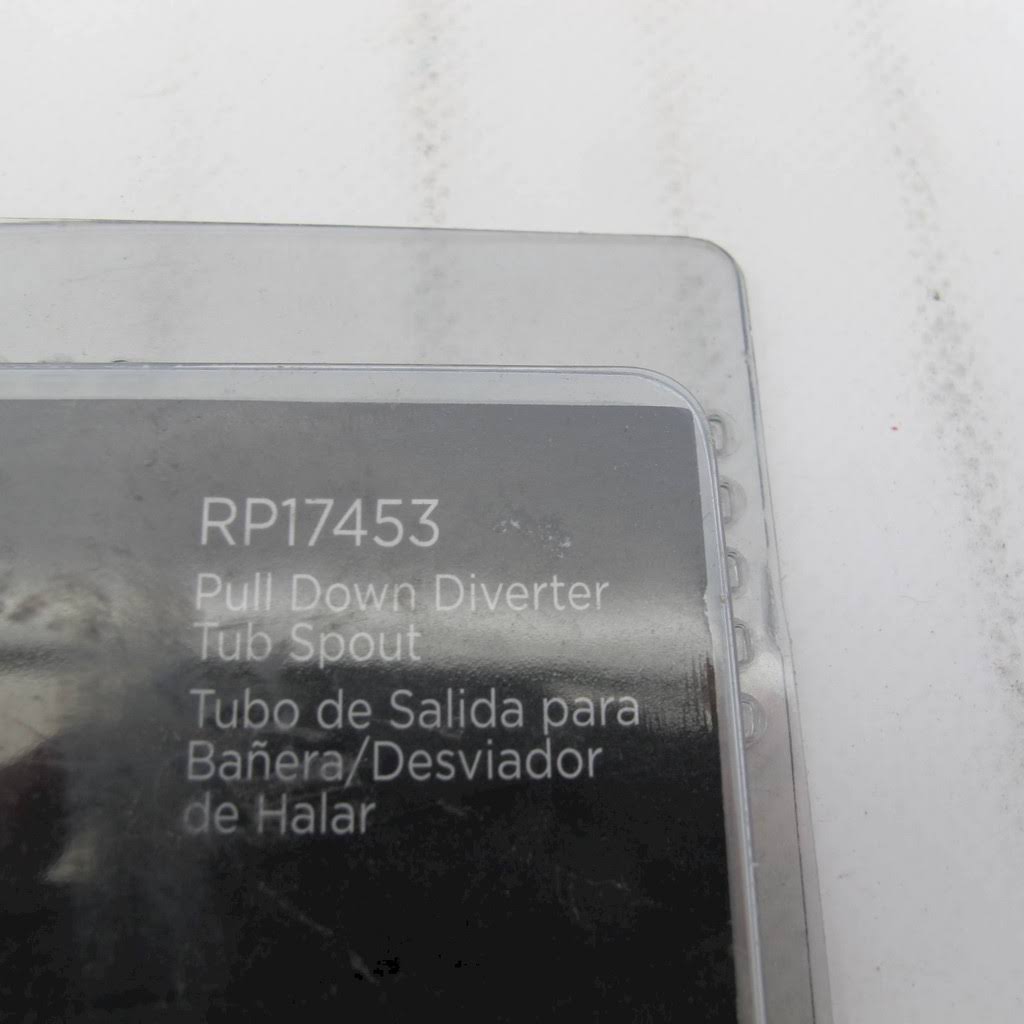 RP17453
Pull Down Diverter
Tub Spout
Tubo de Salida para
Bañera/Desviador
de Halar